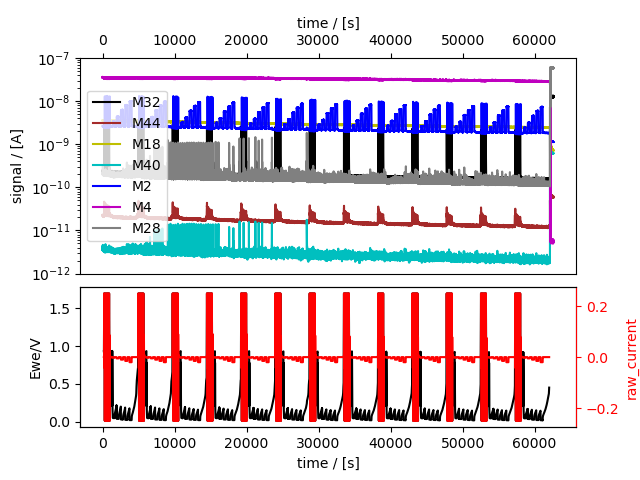 time / [s]
0 10000 20000 30000 40000 50000 60000
10⁻⁷
10⁻⁸
10⁻⁹
10⁻¹⁰
10⁻¹¹
10⁻¹²
signal / [A]
M32
M44
M18
M40
M2
M4
M28
1.5
1.0
0.5
0.0
Ewe/V
0.2
0.0
−0.2
raw_current
0 10000 20000 30000 40000 50000 60000
time / [s]